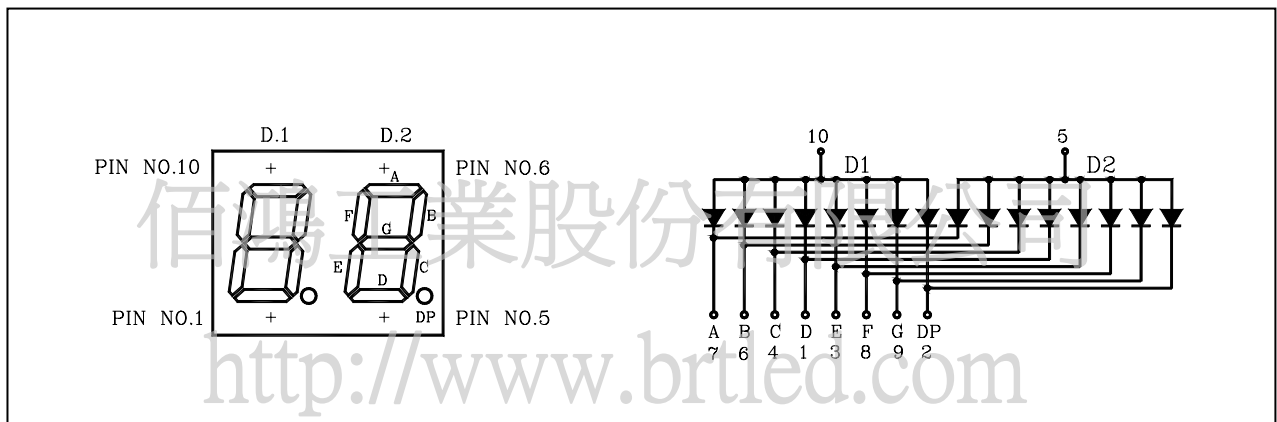 D.1 D.2
PIN NO.10 + + PIN NO.6
A
F B
G
E C
D
PIN NO.1 + + DP PIN NO.5
10 5
D1 D2
A B C D E F G DP
7 6 4 1 3 8 9 2
佰鴻工業股份有限公司
http://www.brtled.com